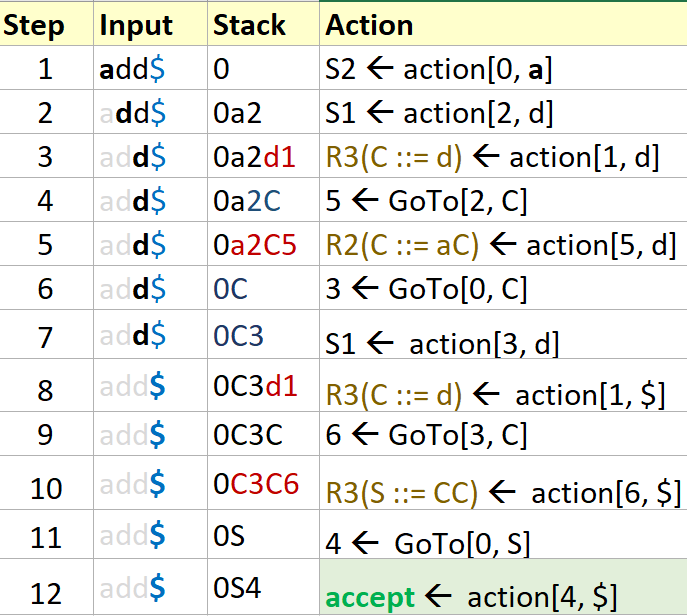 Step Input Stack Action
1 add$ 0 S2 ← action[0, a]
2 add$ 0a2 S1 ← action[2, d]
3 add$ 0a2d1 R3(C ::= d) ← action[1, d]
4 add$ 0a2C 5 ← GoTo[2, C]
5 add$ 0a2C5 R2(C ::= aC) ← action[5, d]
6 add$ 0C 3 ← GoTo[0, C]
7 add$ 0C3 S1 ← action[3, d]
8 add$ 0C3d1 R3(C ::= d) ← action[1, $]
9 add$ 0C3C 6 ← GoTo[3, C]
10 add$ 0C3C6 R3(S ::= CC) ← action[6, $]
11 add$ 0S 4 ← GoTo[0, S]
12 add$ 0S4 accept ← action[4, $]